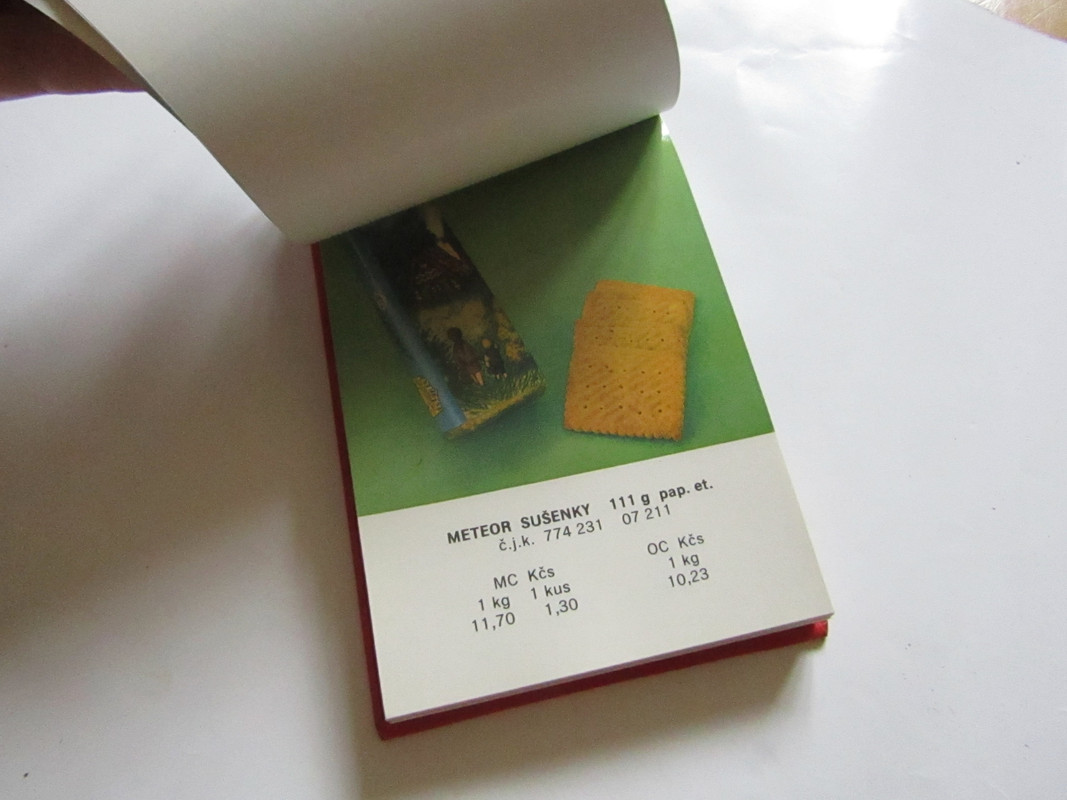 METEOR SUŠENKY 111 g pap. et.
č.j.k. 774 231 07 211
MC Kčs OC Kčs
1 kg 1 kus 1 kg
11,70 1,30 10,23